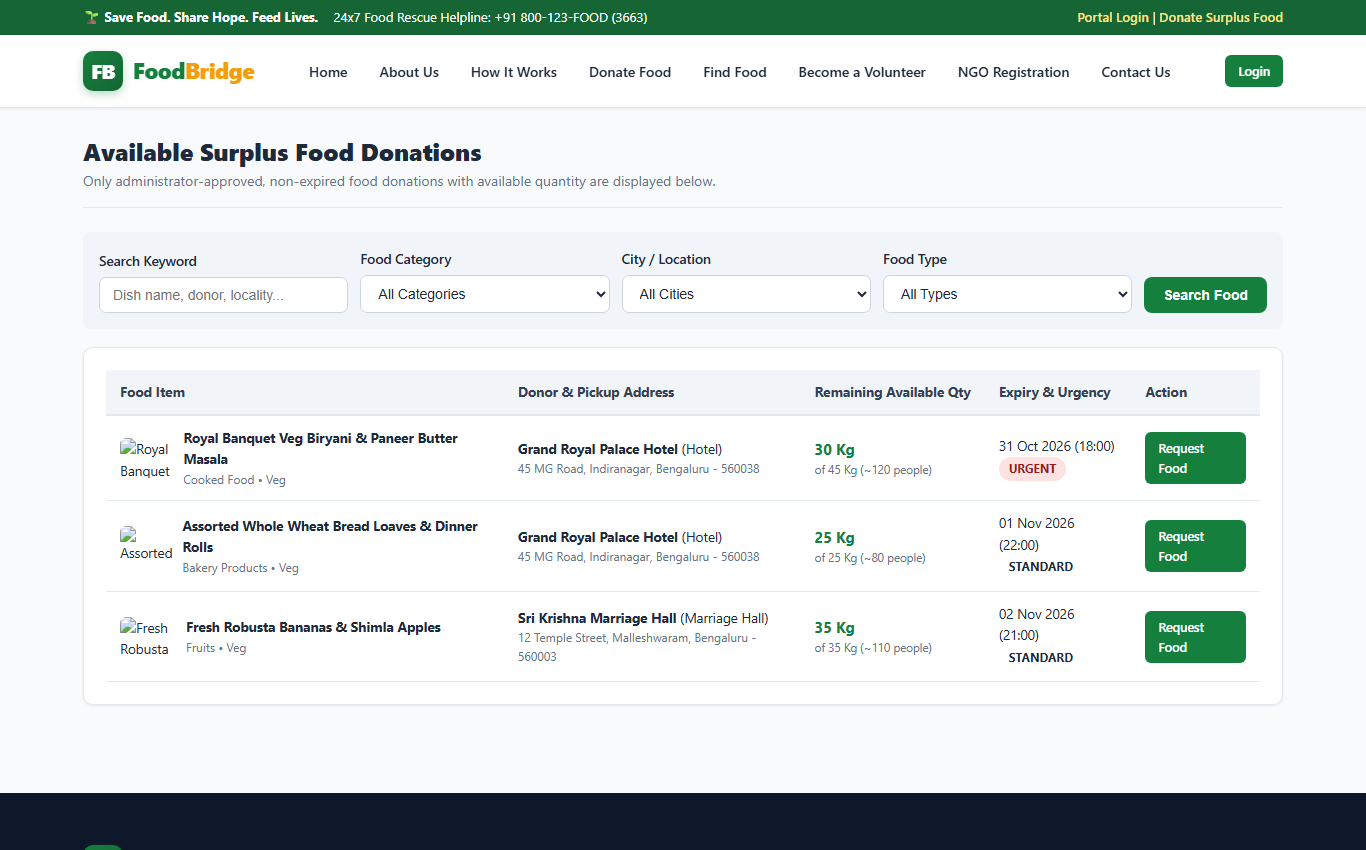 🌱 Save Food. Share Hope. Feed Lives. 24x7 Food Rescue Helpline: +91 800-123-FOOD (3663) Portal Login | Donate Surplus Food
FB FoodBridge Home About Us How It Works Donate Food Find Food Become a Volunteer NGO Registration Contact Us Login
Available Surplus Food Donations
Only administrator-approved, non-expired food donations with available quantity are displayed below.
Search Keyword Food Category City / Location Food Type
Dish name, donor, locality... All Categories All Cities All Types Search Food
Food Item Donor & Pickup Address Remaining Available Qty Expiry & Urgency Action
Royal Banquet
Royal Banquet Veg Biryani & Paneer Butter Masala
Cooked Food • Veg
Grand Royal Palace Hotel (Hotel)
45 MG Road, Indiranagar, Bengaluru - 560038
30 Kg
of 45 Kg (~120 people)
31 Oct 2026 (18:00)
URGENT
Request Food
Assorted
Assorted Whole Wheat Bread Loaves & Dinner Rolls
Bakery Products • Veg
Grand Royal Palace Hotel (Hotel)
45 MG Road, Indiranagar, Bengaluru - 560038
25 Kg
of 25 Kg (~80 people)
01 Nov 2026 (22:00)
STANDARD
Request Food
Fresh Robusta
Fresh Robusta Bananas & Shimla Apples
Fruits • Veg
Sri Krishna Marriage Hall (Marriage Hall)
12 Temple Street, Malleshwaram, Bengaluru - 560003
35 Kg
of 35 Kg (~110 people)
02 Nov 2026 (21:00)
STANDARD
Request Food